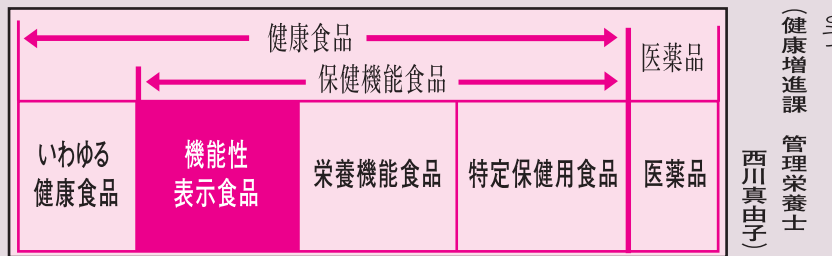 健康食品
医薬品
保健機能食品
いわゆる
健康食品
機能性
表示食品
栄養機能食品
特定保健用食品
医薬品
(健康増進課 管理栄養士
西川真由子)